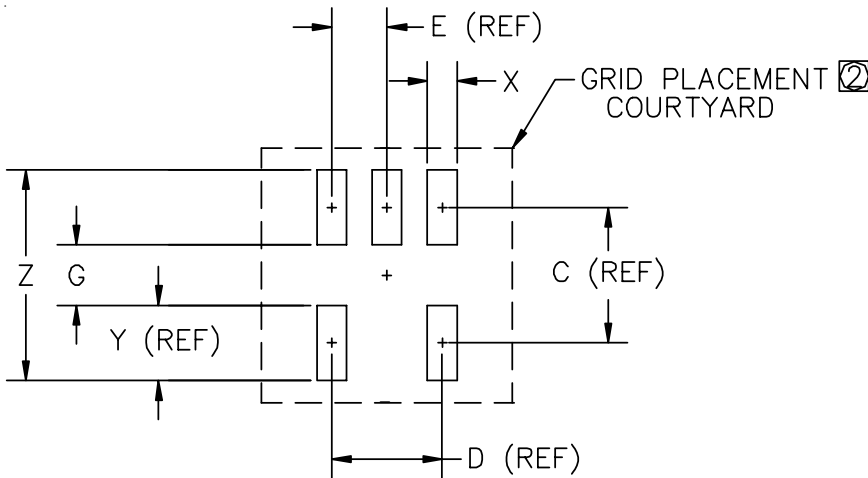 E (REF)
X
GRID PLACEMENT 2
COURTYARD
Z
G
C (REF)
Y (REF)
D (REF)